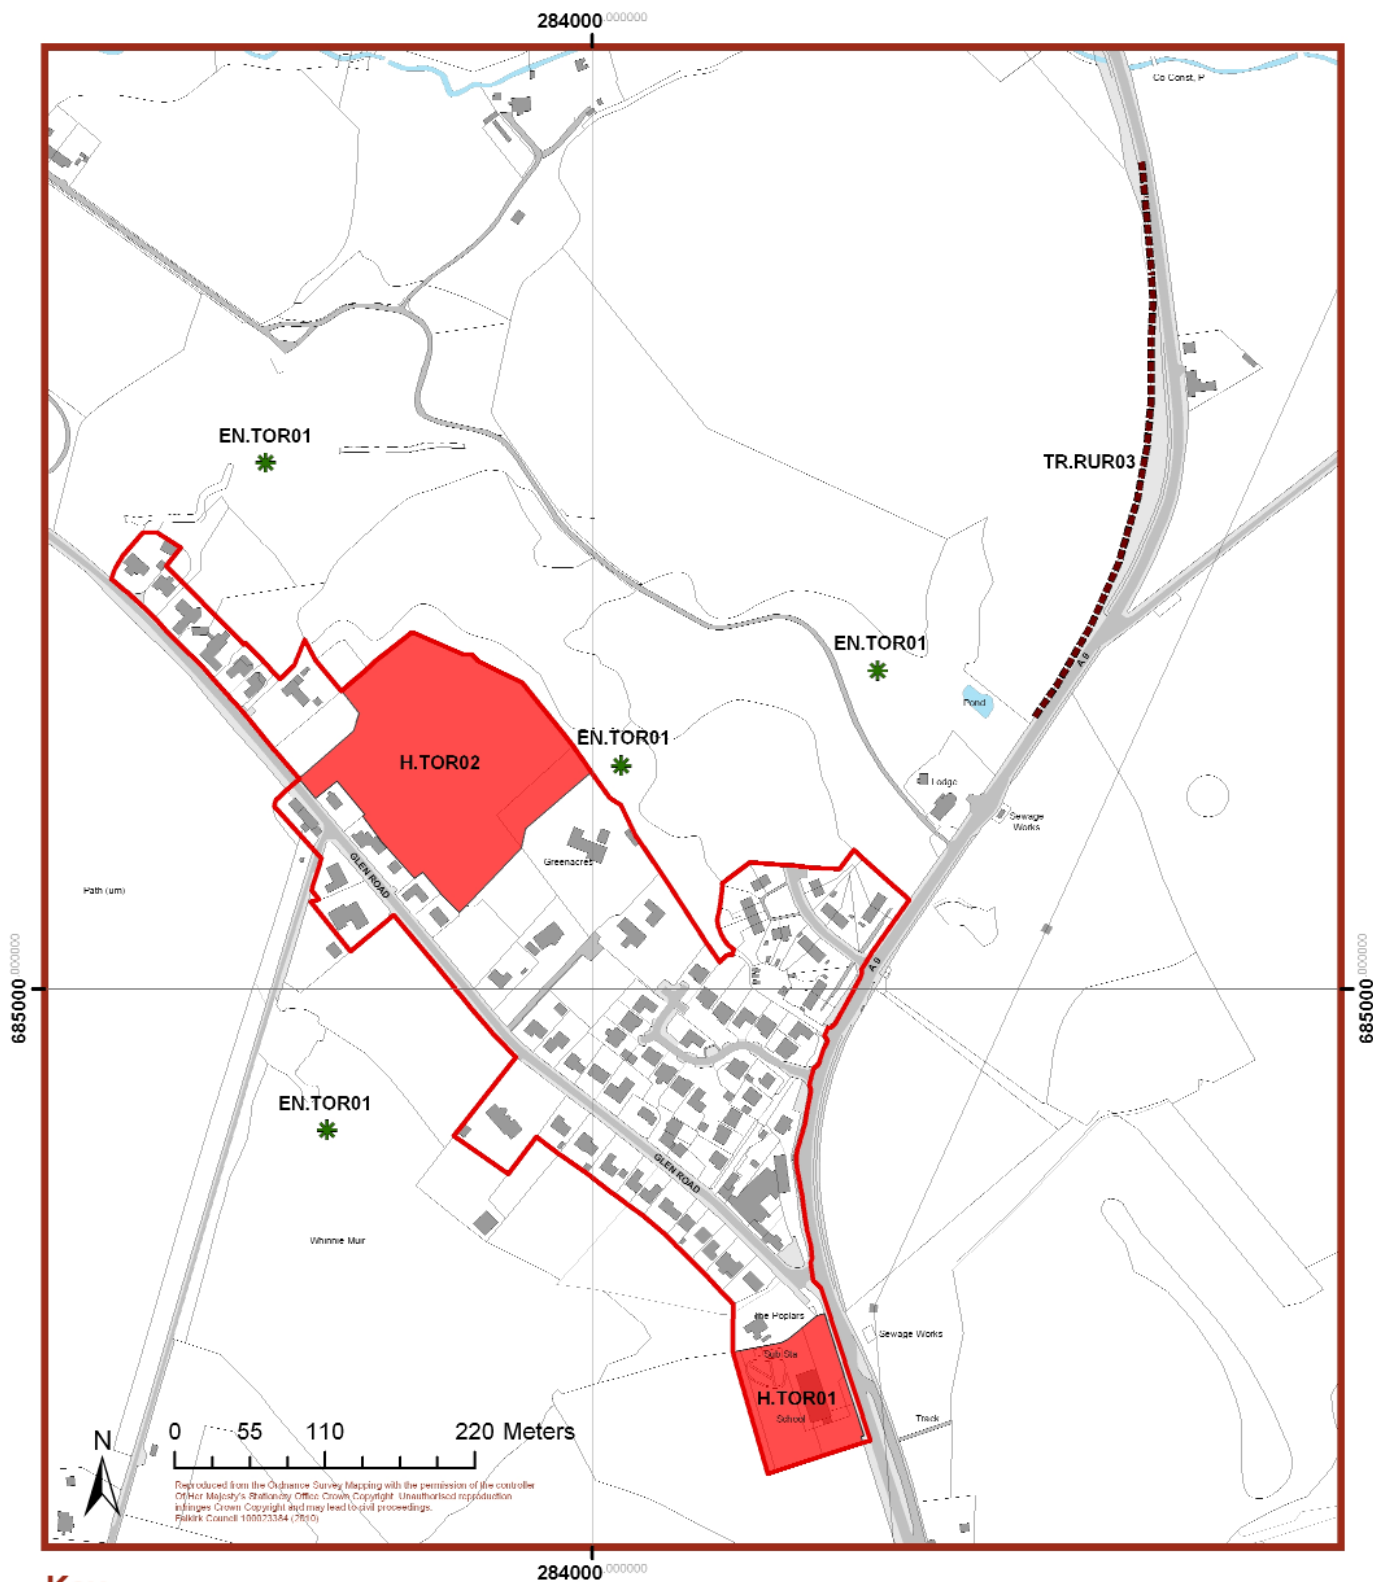 284000.000000
Co Const, P
EN.TOR01
TR.RUR03
EN.TOR01
A 9
Pond
EN.TOR01
H.TOR02
Lodge
Sewage
Works
Greenacres
GLEN ROAD
Path (um)
A 9
685000.000000
685000.000000
EN.TOR01
GLEN ROAD
Whinnie Muir
The Poplars
Sewage Works
Sub Sta
H.TOR01
School
Track
0 55 110 220 Meters
N
Reproduced from the Ordnance Survey Mapping with the permission of the controller
Of Her Majesty's Stationery Office Crown Copyright. Unauthorised reproduction
infringes Crown Copyright and may lead to civil proceedings.
Falkirk Council 100023384 (2010)
284000.000000